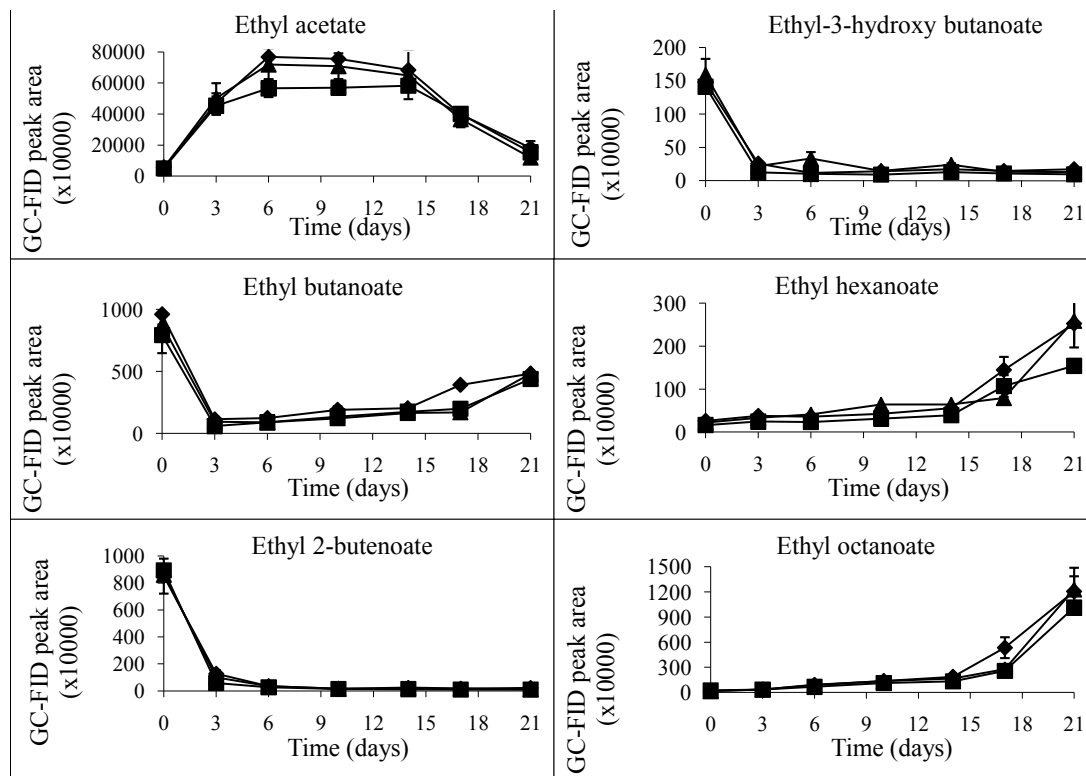 Ethyl acetate
GC-FID peak area
(x10000)
80000
60000
40000
20000
0
0 3 6 9 12 15 18 21
Time (days)
Ethyl-3-hydroxy butanoate
GC-FID peak area
(x10000)
200
150
100
50
0
0 3 6 9 12 15 18 21
Time (days)
Ethyl butanoate
GC-FID peak area
(x10000)
1000
500
0
0 3 6 9 12 15 18 21
Time (days)
Ethyl hexanoate
GC-FID peak area
(x10000)
300
200
100
0
0 3 6 9 12 15 18 21
Time (days)
Ethyl 2-butenoate
GC-FID peak area
(x10000)
1000
800
600
400
200
0
0 3 6 9 12 15 18 21
Time (days)
Ethyl octanoate
GC-FID peak area
(x10000)
1500
1200
900
600
300
0
0 3 6 9 12 15 18 21
Time (days)